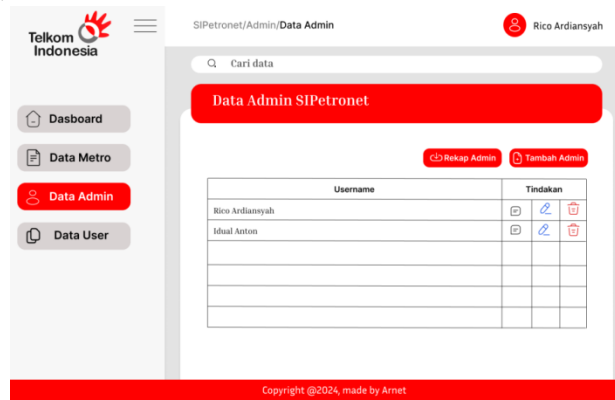 Telkom
Indonesia
SIPetronet/Admin/Data Admin
Rico Ardiansyah
Cari data
Data Admin SIPetronet
Dasboard
Data Metro
Data Admin
Data User
Rekap Admin
Tambah Admin
Username Tindakan
Rico Ardiansyah
Idual Anton
Copyright @2024, made by Arnet